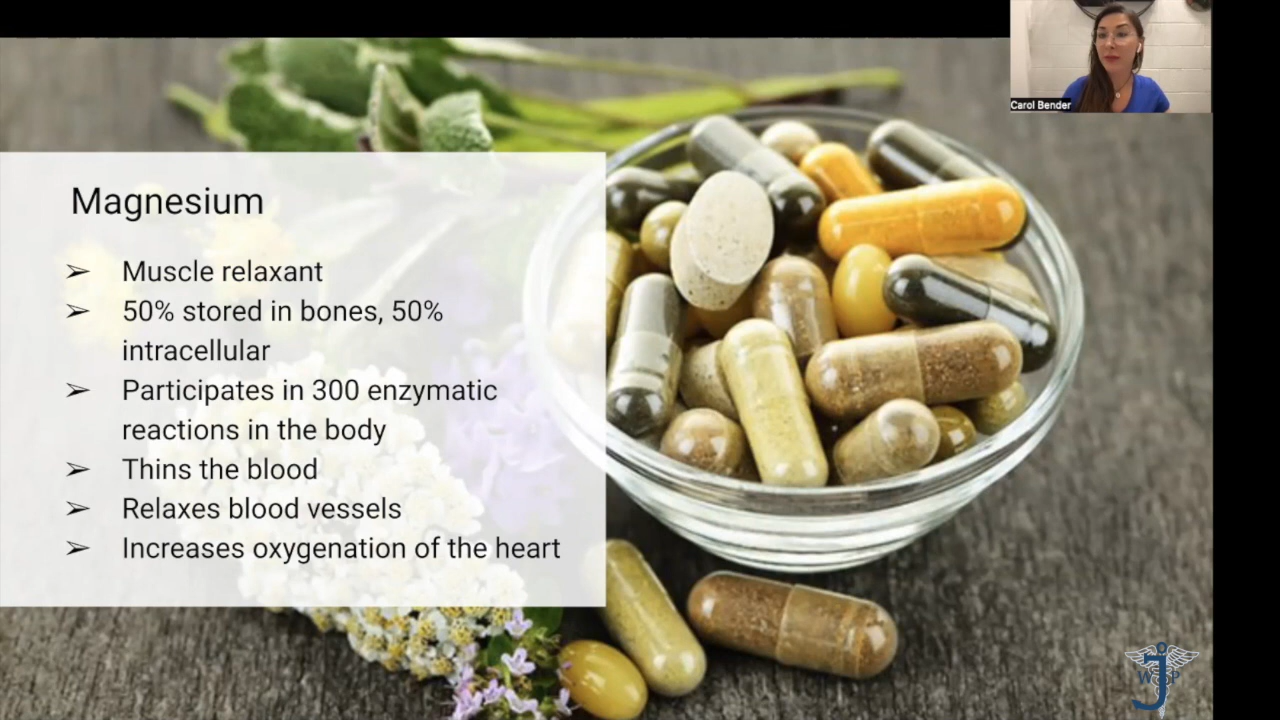 Carol Bender
Magnesium
➢ Muscle relaxant
➢ 50% stored in bones, 50%
intracellular
➢ Participates in 300 enzymatic
reactions in the body
➢ Thins the blood
➢ Relaxes blood vessels
➢ Increases oxygenation of the heart
W J P